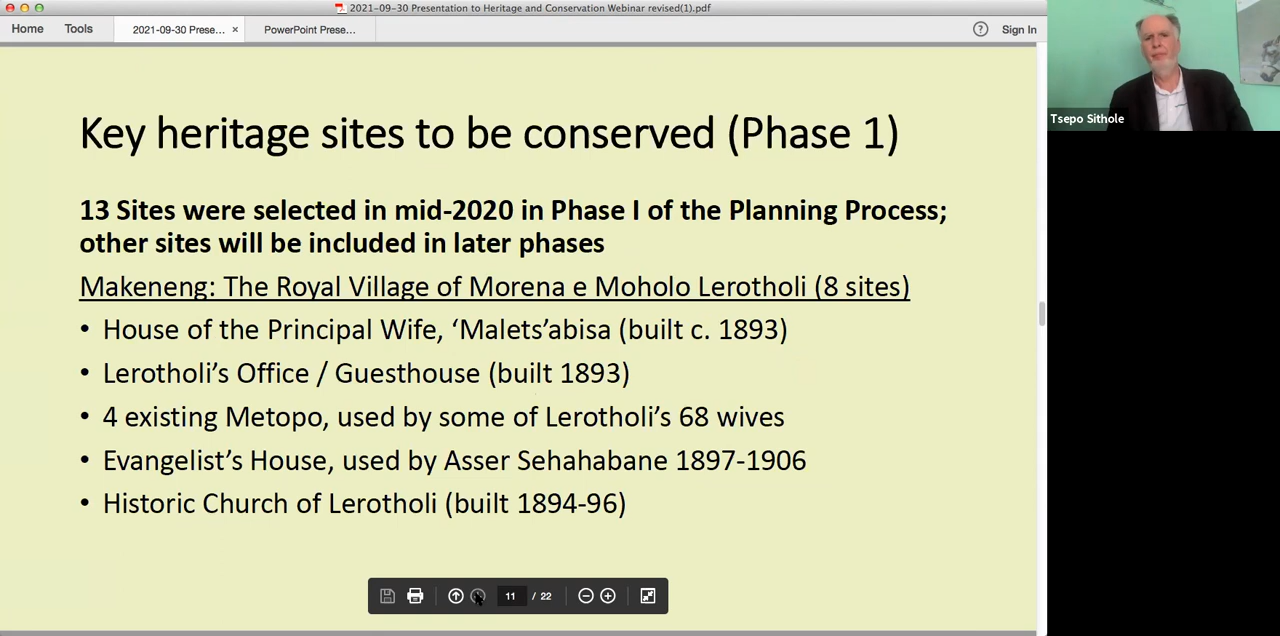 2021-09-30 Presentation to Heritage and Conservation Webinar revised(1).pdf
Home Tools 2021-09-30 Prese... × PowerPoint Prese... ? Sign In
Key heritage sites to be conserved (Phase 1)
13 Sites were selected in mid-2020 in Phase I of the Planning Process;
other sites will be included in later phases
Makeneng: The Royal Village of Morena e Moholo Lerotholi (8 sites)
• House of the Principal Wife, ‘Malets’abisa (built c. 1893)
• Lerotholi’s Office / Guesthouse (built 1893)
• 4 existing Metopo, used by some of Lerotholi’s 68 wives
• Evangelist’s House, used by Asser Sehahabane 1897-1906
• Historic Church of Lerotholi (built 1894-96)
11 / 22
Tsepo Sithole